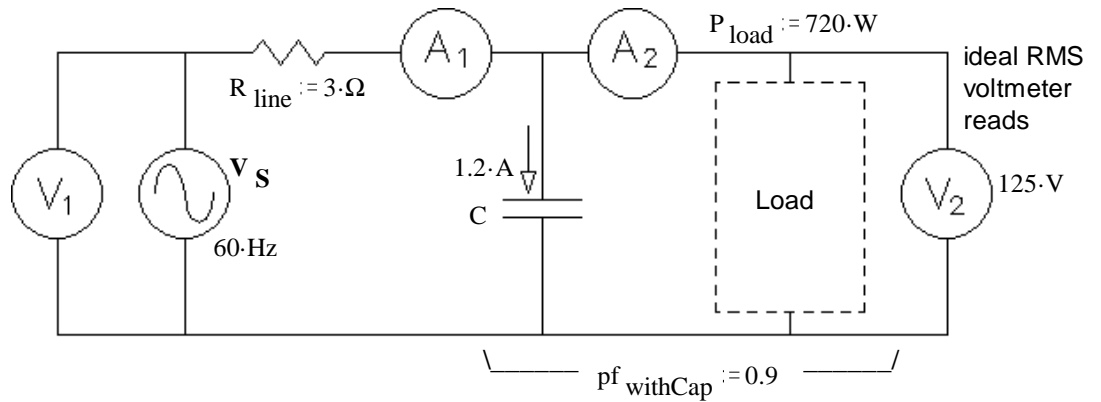 P load := 720·W
A1
A2
ideal RMS
voltmeter
reads
R line := 3·Ω
V1
V S
60·Hz
1.2·A
C
Load
V2
125·V
pf withCap := 0.9